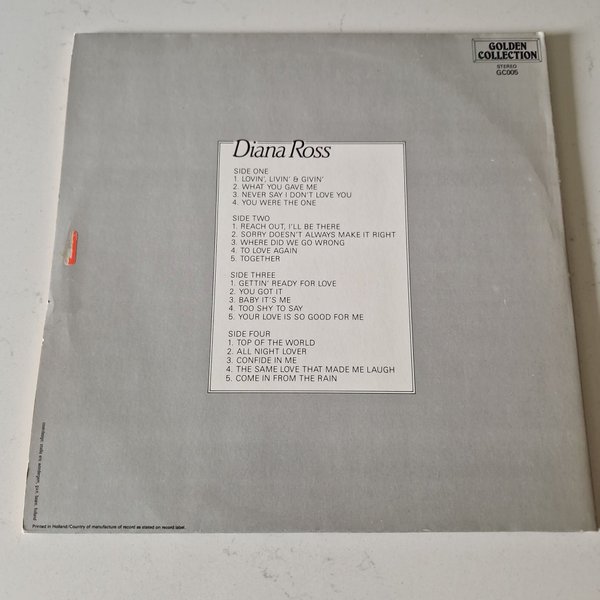 GOLDEN
COLLECTION
STEREO
GC005
Diana Ross
SIDE ONE
1. LOVIN', LIVIN' & GIVIN'
2. WHAT YOU GAVE ME
3. NEVER SAY I DON'T LOVE YOU
4. YOU WERE THE ONE
SIDE TWO
1. REACH OUT, I'LL BE THERE
2. SORRY DOESN'T ALWAYS MAKE IT RIGHT
3. WHERE DID WE GO WRONG
4. TO LOVE AGAIN
5. TOGETHER
SIDE THREE
1. GETTIN' READY FOR LOVE
2. YOU GOT IT
3. BABY IT'S ME
4. TOO SHY TO SAY
5. YOUR LOVE IS SO GOOD FOR ME
SIDE FOUR
1. TOP OF THE WORLD
2. ALL NIGHT LOVER
3. CONFIDE IN ME
4. THE SAME LOVE THAT MADE ME LAUGH
5. COME IN FROM THE RAIN
Printed in Holland/Country of manufacture of record as stated on record label.